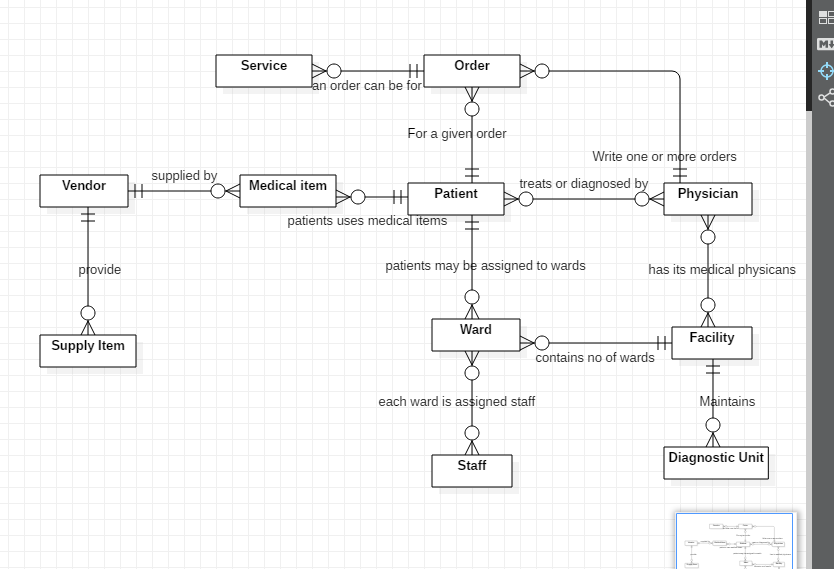 Service
Order
an order can be for
For a given order
Write one or more orders
Vendor
supplied by
Medical item
Patient
treats or diagnosed by
Physician
patients uses medical items
provide
patients may be assigned to wards
has its medical physicans
Supply Item
Ward
Facility
contains no of wards
each ward is assigned staff
Maintains
Staff
Diagnostic Unit